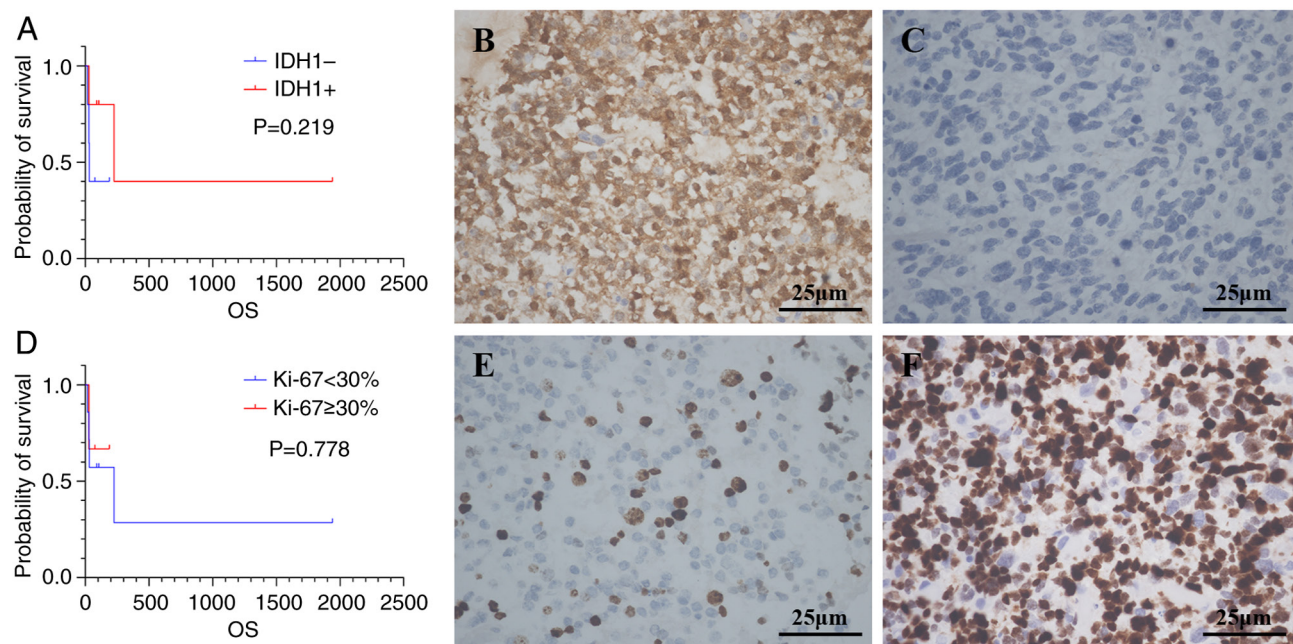 A
Probability of survival
1.0
0.5
0.0
IDH1–
IDH1+
P=0.219
0 500 1000 1500 2000 2500
OS
B
25μm
C
25μm
D
Probability of survival
1.0
0.5
0.0
Ki-67<30%
Ki-67≥30%
P=0.778
0 500 1000 1500 2000 2500
OS
E
25μm
F
25μm